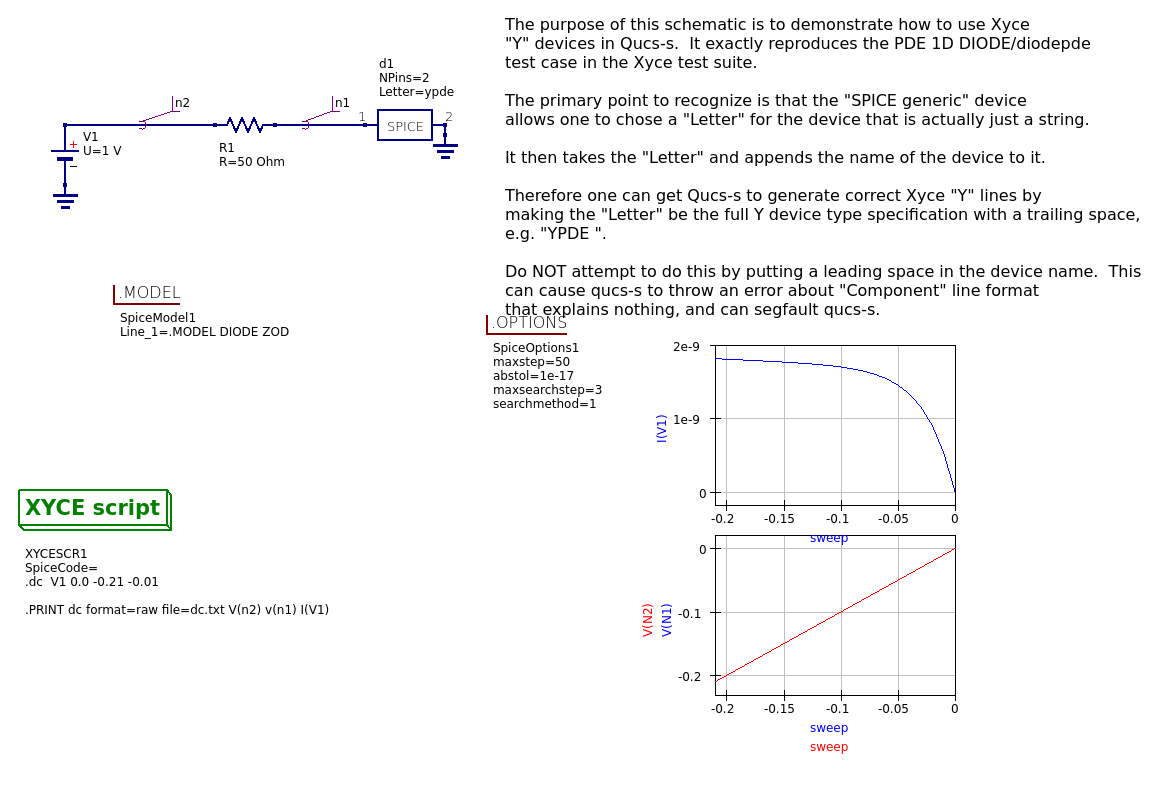 The purpose of this schematic is to demonstrate how to use Xyce
"Y" devices in Qucs-s.  It exactly reproduces the PDE 1D DIODE/diodepde
test case in the Xyce test suite.
The primary point to recognize is that the "SPICE generic" device
allows one to chose a "Letter" for the device that is actually just a string.
It then takes the "Letter" and appends the name of the device to it.
Therefore one can get Qucs-s to generate correct Xyce "Y" lines by
making the "Letter" be the full Y device type specification with a trailing space,
e.g. "YPDE ".
Do NOT attempt to do this by putting a leading space in the device name.  This
can cause qucs-s to throw an error about "Component" line format
that explains nothing, and can segfault qucs-s.
d1
NPins=2
Letter=ypde
n2
n1
1
SPICE
2
+
V1
U=1 V
−
R1
R=50 Ohm
.MODEL
SpiceModel1
Line_1=.MODEL DIODE ZOD
.OPTIONS
SpiceOptions1
maxstep=50
abstol=1e-17
maxsearchstep=3
searchmethod=1
XYCE script
XYCESCR1
SpiceCode=
.dc  V1 0.0 -0.21 -0.01
.PRINT dc format=raw file=dc.txt V(n2) v(n1) I(V1)
2e-9
1e-9
0
I(V1)
-0.2
-0.15
-0.1
-0.05
0
sweep
0
-0.1
-0.2
V(N2)
V(N1)
-0.2
-0.15
-0.1
-0.05
0
sweep
sweep